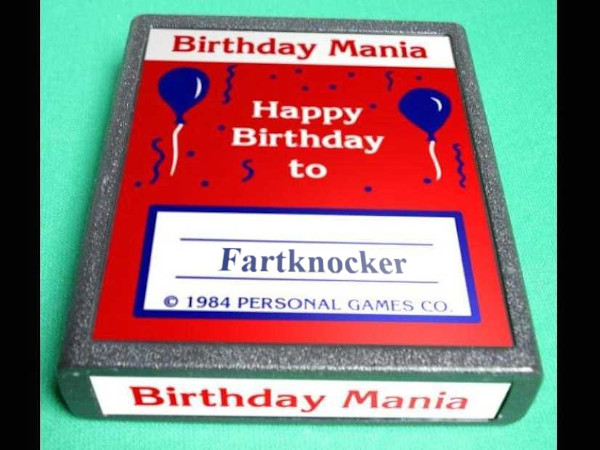 Birthday Mania
Happy
Birthday
to
Fartknocker
© 1984 PERSONAL GAMES CO.
Birthday Mania